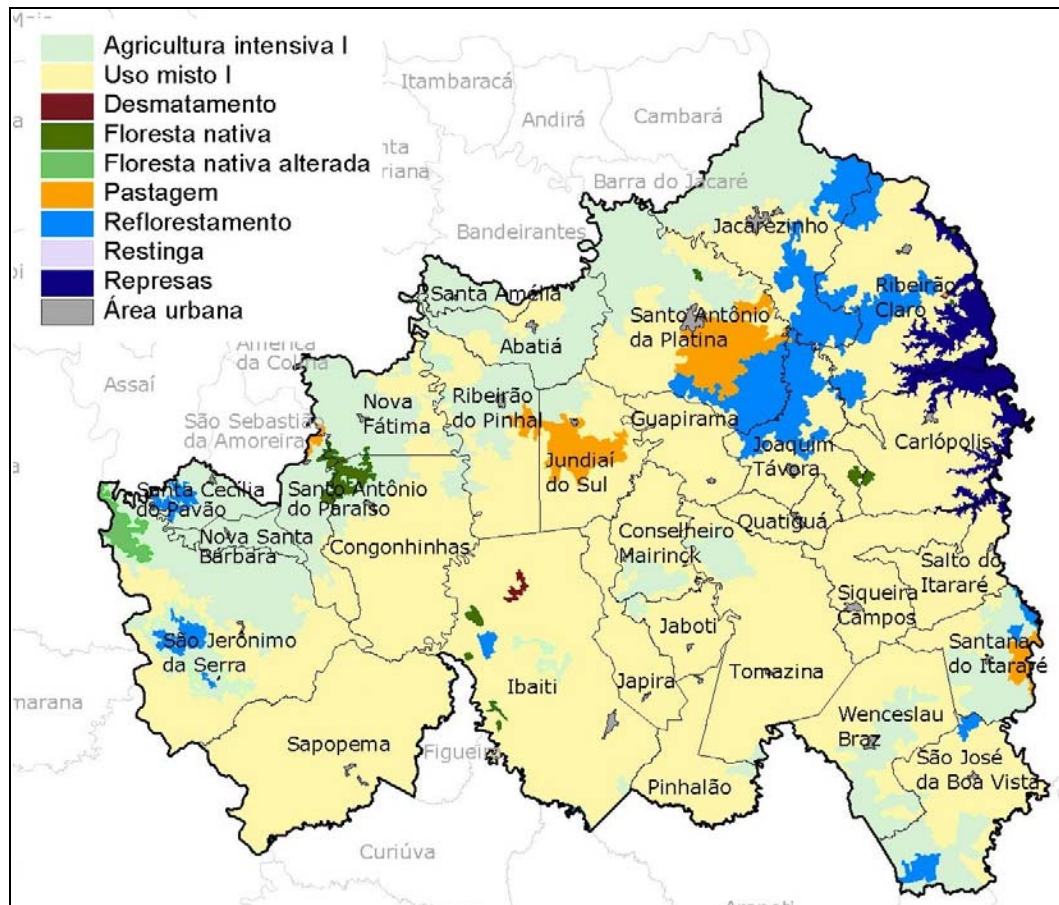 Agricultura intensiva I
Uso misto I
Desmatamento
Floresta nativa
Floresta nativa alterada
Pastagem
Reflorestamento
Restinga
Represas
Área urbana
Itambaracá
Andirá
Cambará
Barra do Jacaré
Bandeirantes
Jacarezinho
Ribeirão
Claro
Santa Amélia
Santo Antônio
da Platina
Abatiá
América
da Colina
Assaí
São Sebastião
da Amoreira
Nova
Fátima
Ribeirão
do Pinhal
Guapirama
Jundiaí
do Sul
Joaquim
Távora
Carlópolis
Santa Cecília
do Pavão
Santo Antônio
do Paraíso
Nova Santa
Bárbara
Congonhinhas
Conselheiro
Mairinck
Quatiguá
Salto do
Itararé
Siqueira
Campos
São Jerônimo
da Serra
Jaboti
Santana
do Itararé
Ibaiti
Japira
Tomazina
marana
Wenceslau
Braz
Sapopema
Figueira
São José
da Boa Vista
Pinhalão
Curiúva